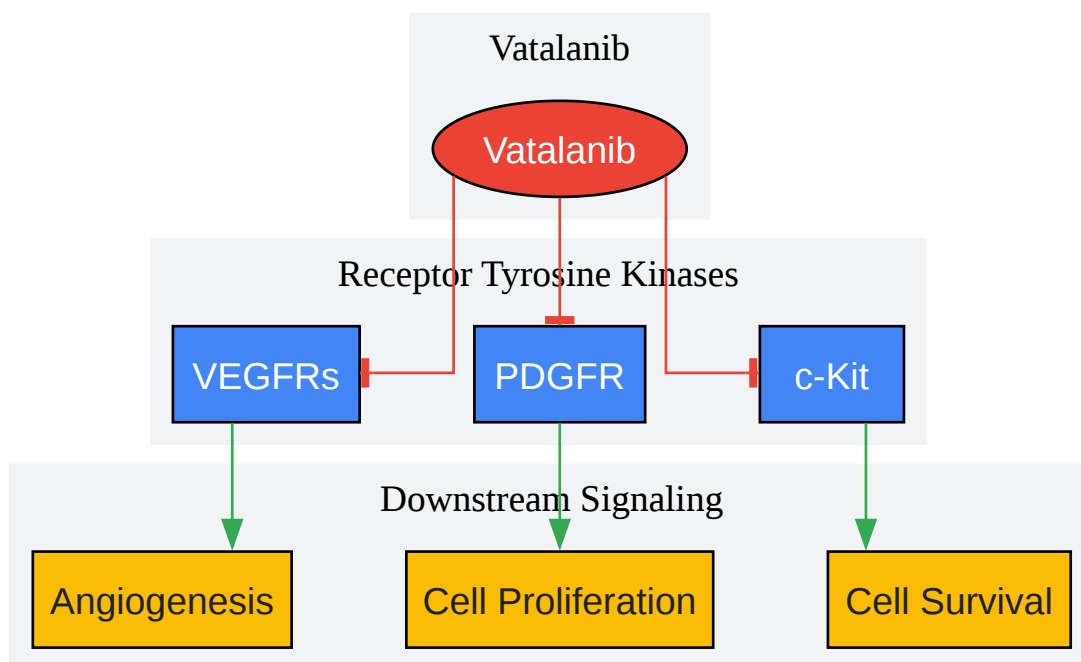 Vatalanib
Vatalanib
Receptor Tyrosine Kinases
VEGFRs
PDGFR
c-Kit
Downstream Signaling
Angiogenesis
Cell Proliferation
Cell Survival